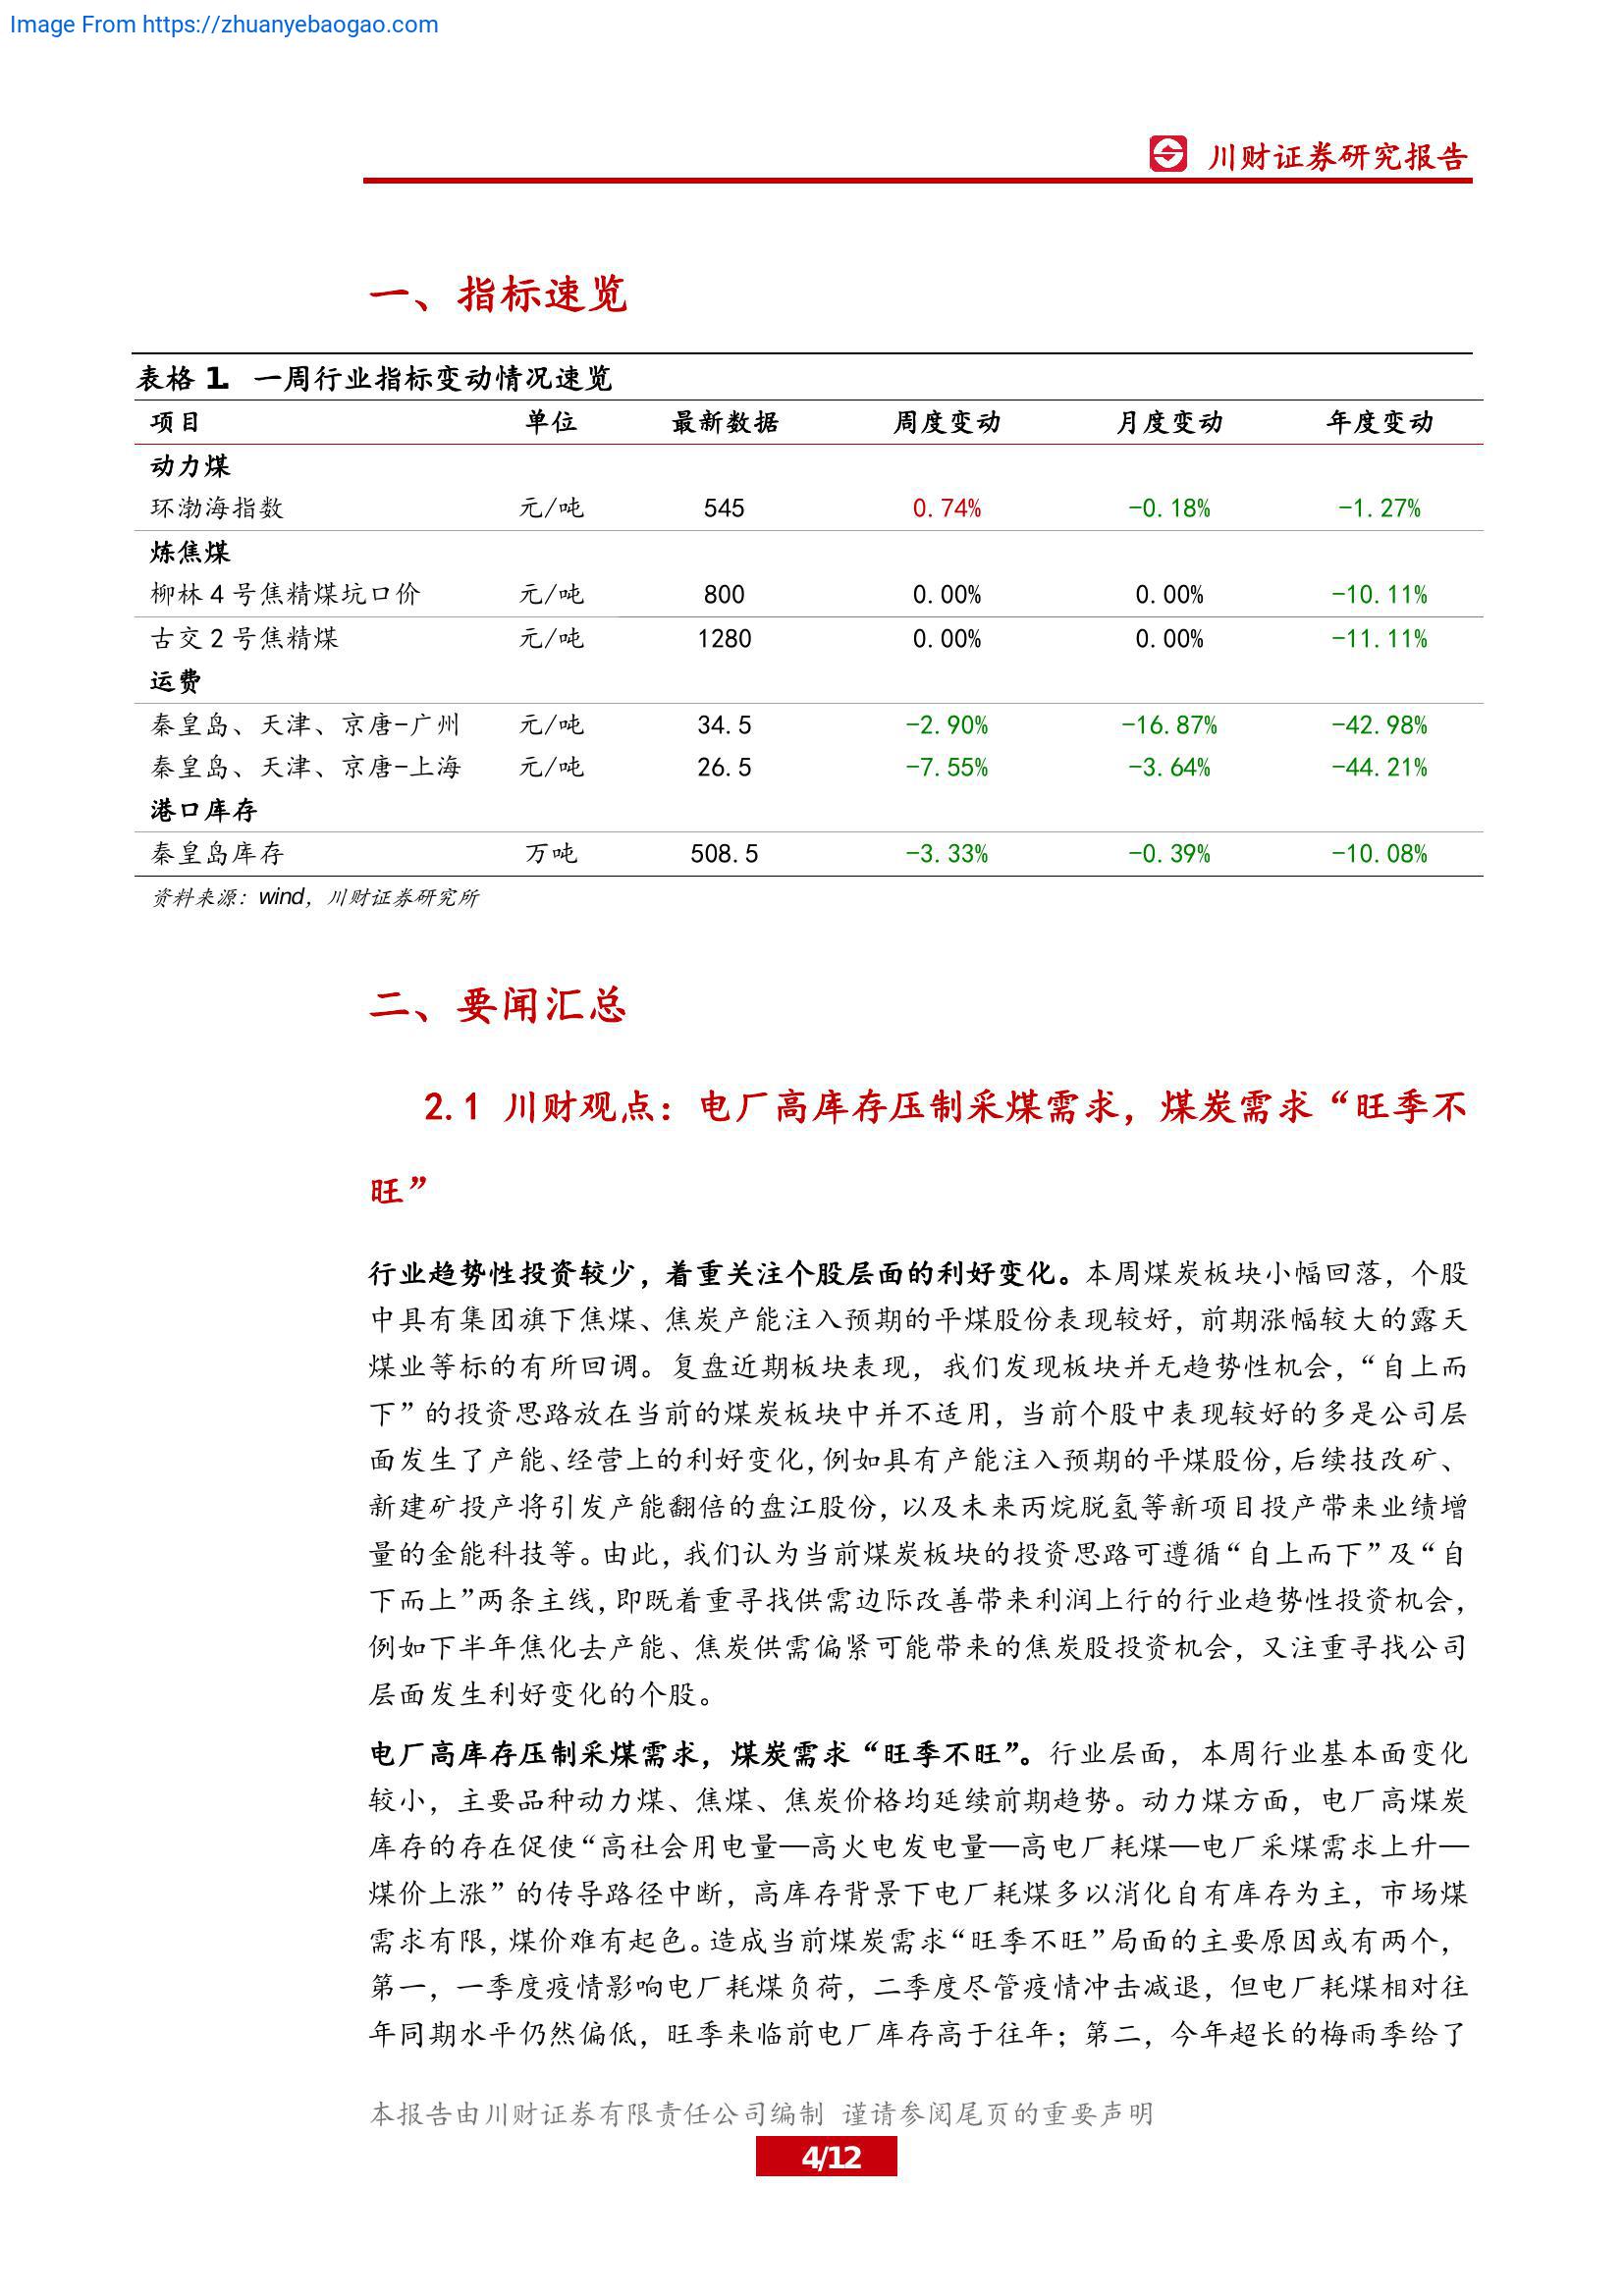 Image From https://zhuanyebaogao.com
川财证券研究报告
一、指标速览
表格 1. 一周行业指标变动情况速览
项目 单位 最新数据 周度变动 月度变动 年度变动
动力煤
环渤海指数 元/吨 545 0.74% -0.18% -1.27%
炼焦煤
柳林 4 号焦精煤坑口价 元/吨 800 0.00% 0.00% -10.11%
古交 2 号焦精煤 元/吨 1280 0.00% 0.00% -11.11%
运费
秦皇岛、天津、京唐-广州 元/吨 34.5 -2.90% -16.87% -42.98%
秦皇岛、天津、京唐-上海 元/吨 26.5 -7.55% -3.64% -44.21%
港口库存
秦皇岛库存 万吨 508.5 -3.33% -0.39% -10.08%
资料来源：wind，川财证券研究所
二、要闻汇总
2.1 川财观点：电厂高库存压制采煤需求，煤炭需求“旺季不
旺”
行业趋势性投资较少，着重关注个股层面的利好变化。本周煤炭板块小幅回落，个股
中具有集团旗下焦煤、焦炭产能注入预期的平煤股份表现较好，前期涨幅较大的露天
煤业等标的有所回调。复盘近期板块表现，我们发现板块并无趋势性机会，“自上而
下”的投资思路放在当前的煤炭板块中并不适用，当前个股中表现较好的多是公司层
面发生了产能、经营上的利好变化，例如具有产能注入预期的平煤股份，后续技改矿、
新建矿投产将引发产能翻倍的盘江股份，以及未来丙烷脱氢等新项目投产带来业绩增
量的金能科技等。由此，我们认为当前煤炭板块的投资思路可遵循“自上而下”及“自
下而上”两条主线，即既着重寻找供需边际改善带来利润上行的行业趋势性投资机会，
例如下半年焦化去产能、焦炭供需偏紧可能带来的焦炭股投资机会，又注重寻找公司
层面发生利好变化的个股。
电厂高库存压制采煤需求，煤炭需求“旺季不旺”。行业层面，本周行业基本面变化
较小，主要品种动力煤、焦煤、焦炭价格均延续前期趋势。动力煤方面，电厂高煤炭
库存的存在促使“高社会用电量—高火电发电量—高电厂耗煤—电厂采煤需求上升—
煤价上涨”的传导路径中断，高库存背景下电厂耗煤多以消化自有库存为主，市场煤
需求有限，煤价难有起色。造成当前煤炭需求“旺季不旺”局面的主要原因或有两个，
第一，一季度疫情影响电厂耗煤负荷，二季度尽管疫情冲击减退，但电厂耗煤相对往
年同期水平仍然偏低，旺季来临前电厂库存高于往年；第二，今年超长的梅雨季给了
本报告由川财证券有限责任公司编制 谨请参阅尾页的重要声明
4/12